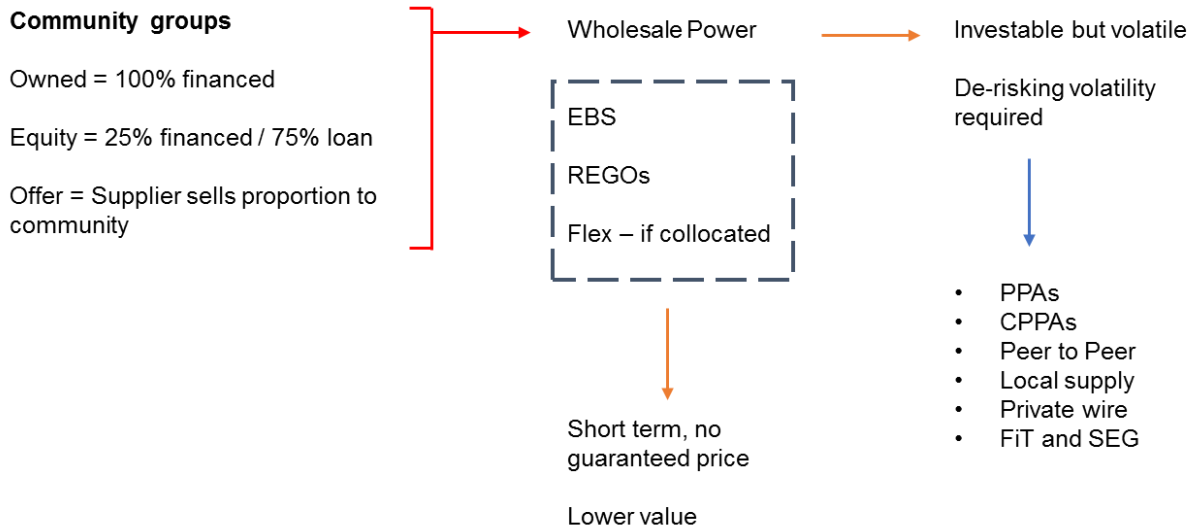 Community groups
Owned = 100% financed
Equity = 25% financed / 75% loan
Offer = Supplier sells proportion to
community
Wholesale Power
EBS
REGOs
Flex – if collocated
Short term, no
guaranteed price
Lower value
Investable but volatile
De-risking volatility
required
• PPAs
• CPPAs
• Peer to Peer
• Local supply
• Private wire
• FiT and SEG